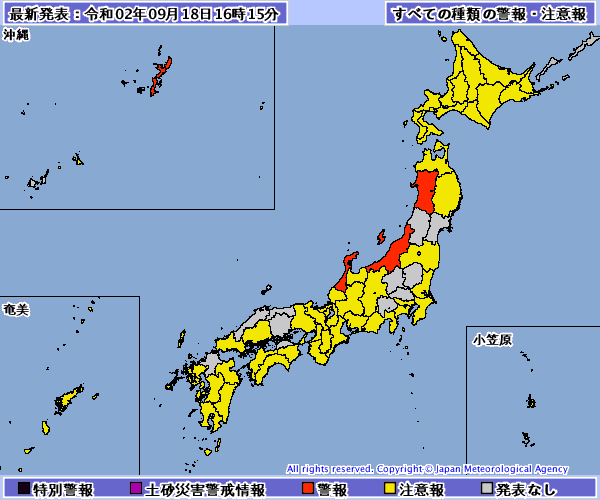 最新発表：令和02年09月18日16時15分
すべての種類の警報・注意報
沖縄
奄美
小笠原
All rights reserved. Copyright © Japan Meteorological Agency
特別警報 土砂災害警戒情報 警報 注意報 発表なし